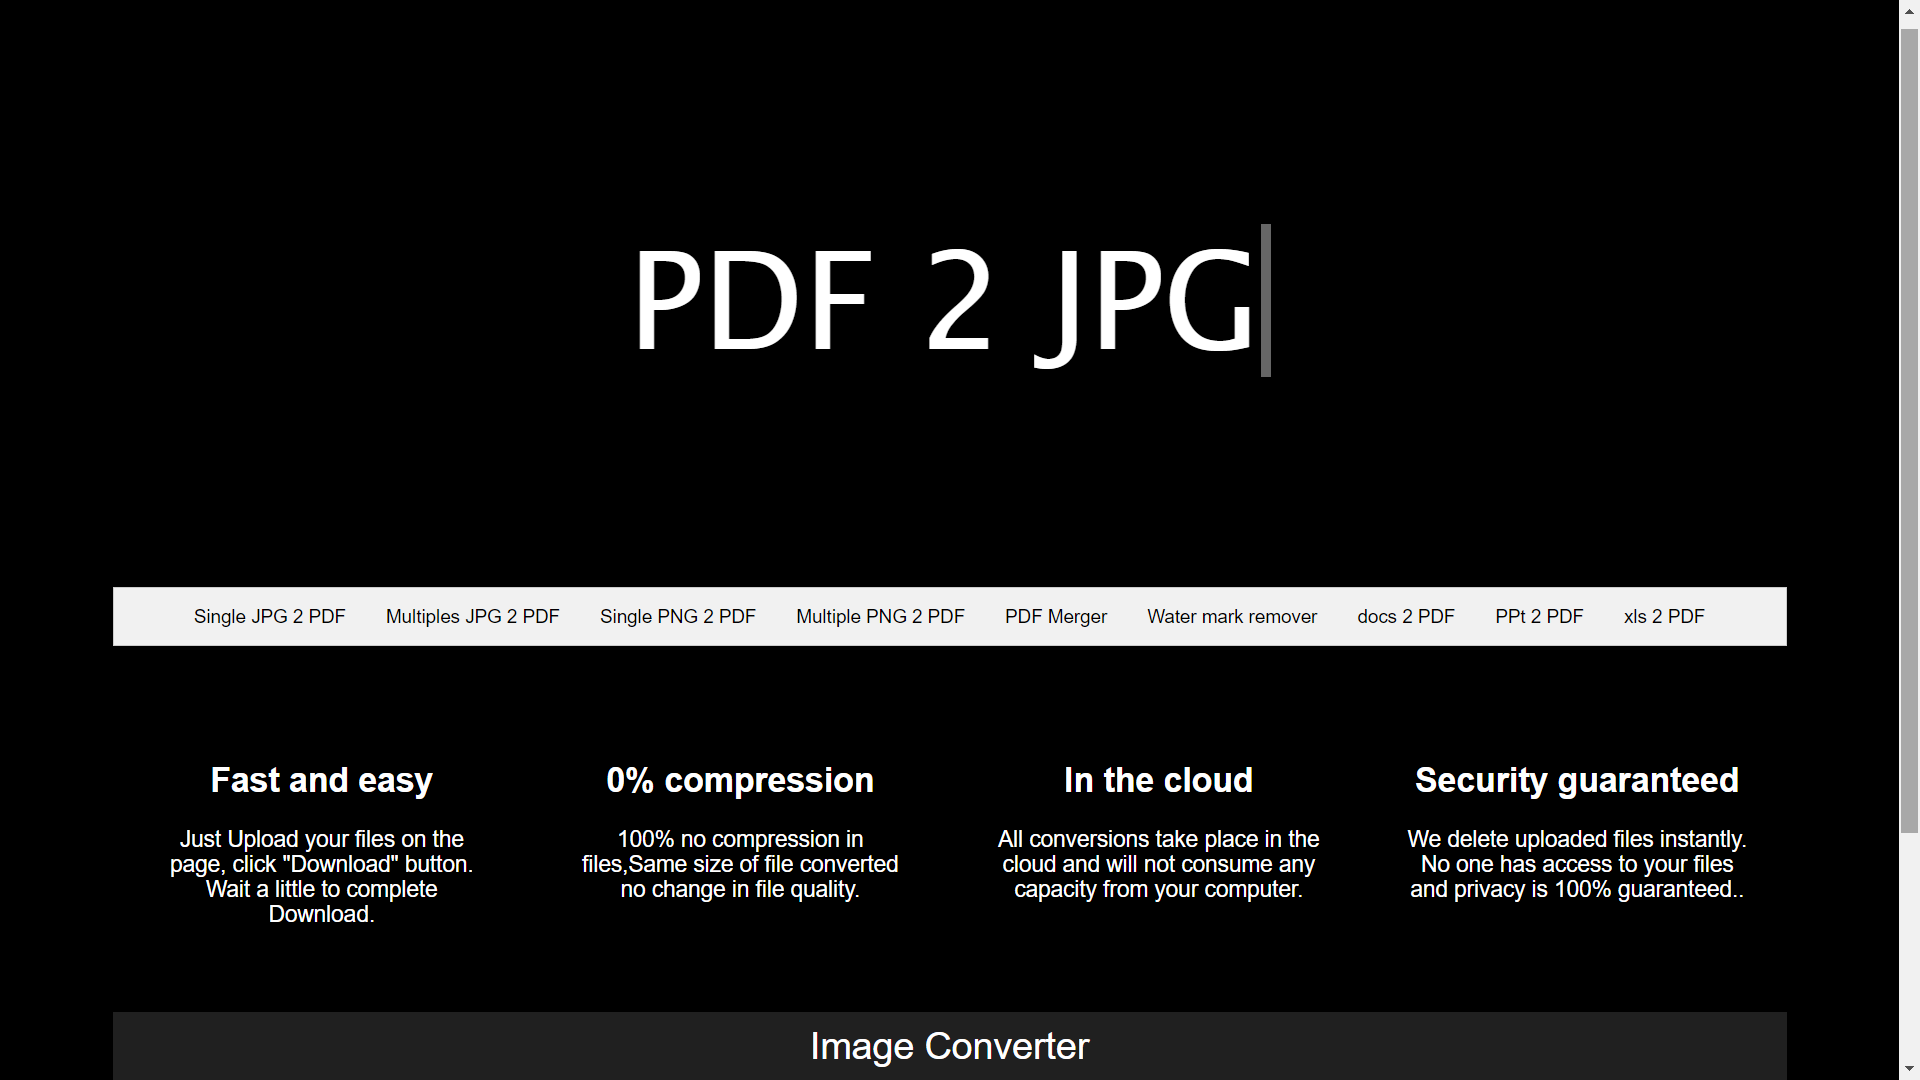 PDF 2 JPG
Single JPG 2 PDF Multiples JPG 2 PDF Single PNG 2 PDF Multiple PNG 2 PDF PDF Merger Water mark remover docs 2 PDF PPt 2 PDF xls 2 PDF
Fast and easy
Just Upload your files on the
page, click "Download" button.
Wait a little to complete
Download.
0% compression
100% no compression in
files,Same size of file converted
no change in file quality.
In the cloud
All conversions take place in the
cloud and will not consume any
capacity from your computer.
Security guaranteed
We delete uploaded files instantly.
No one has access to your files
and privacy is 100% guaranteed..
Image Converter